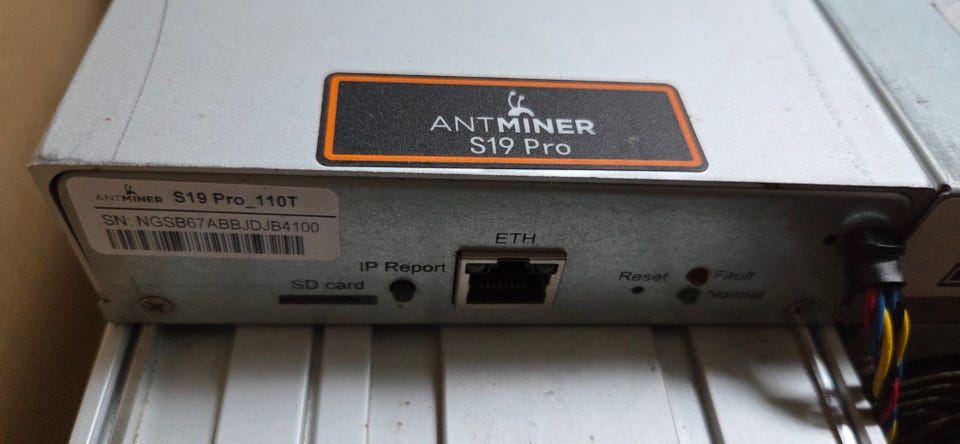 ANTMINER
S19 Pro
ANTMINER S19 Pro_110T
SN: NGSB67ABBJDJB4100
ETH
IP Report
SD card
Reset
Fault
Normal